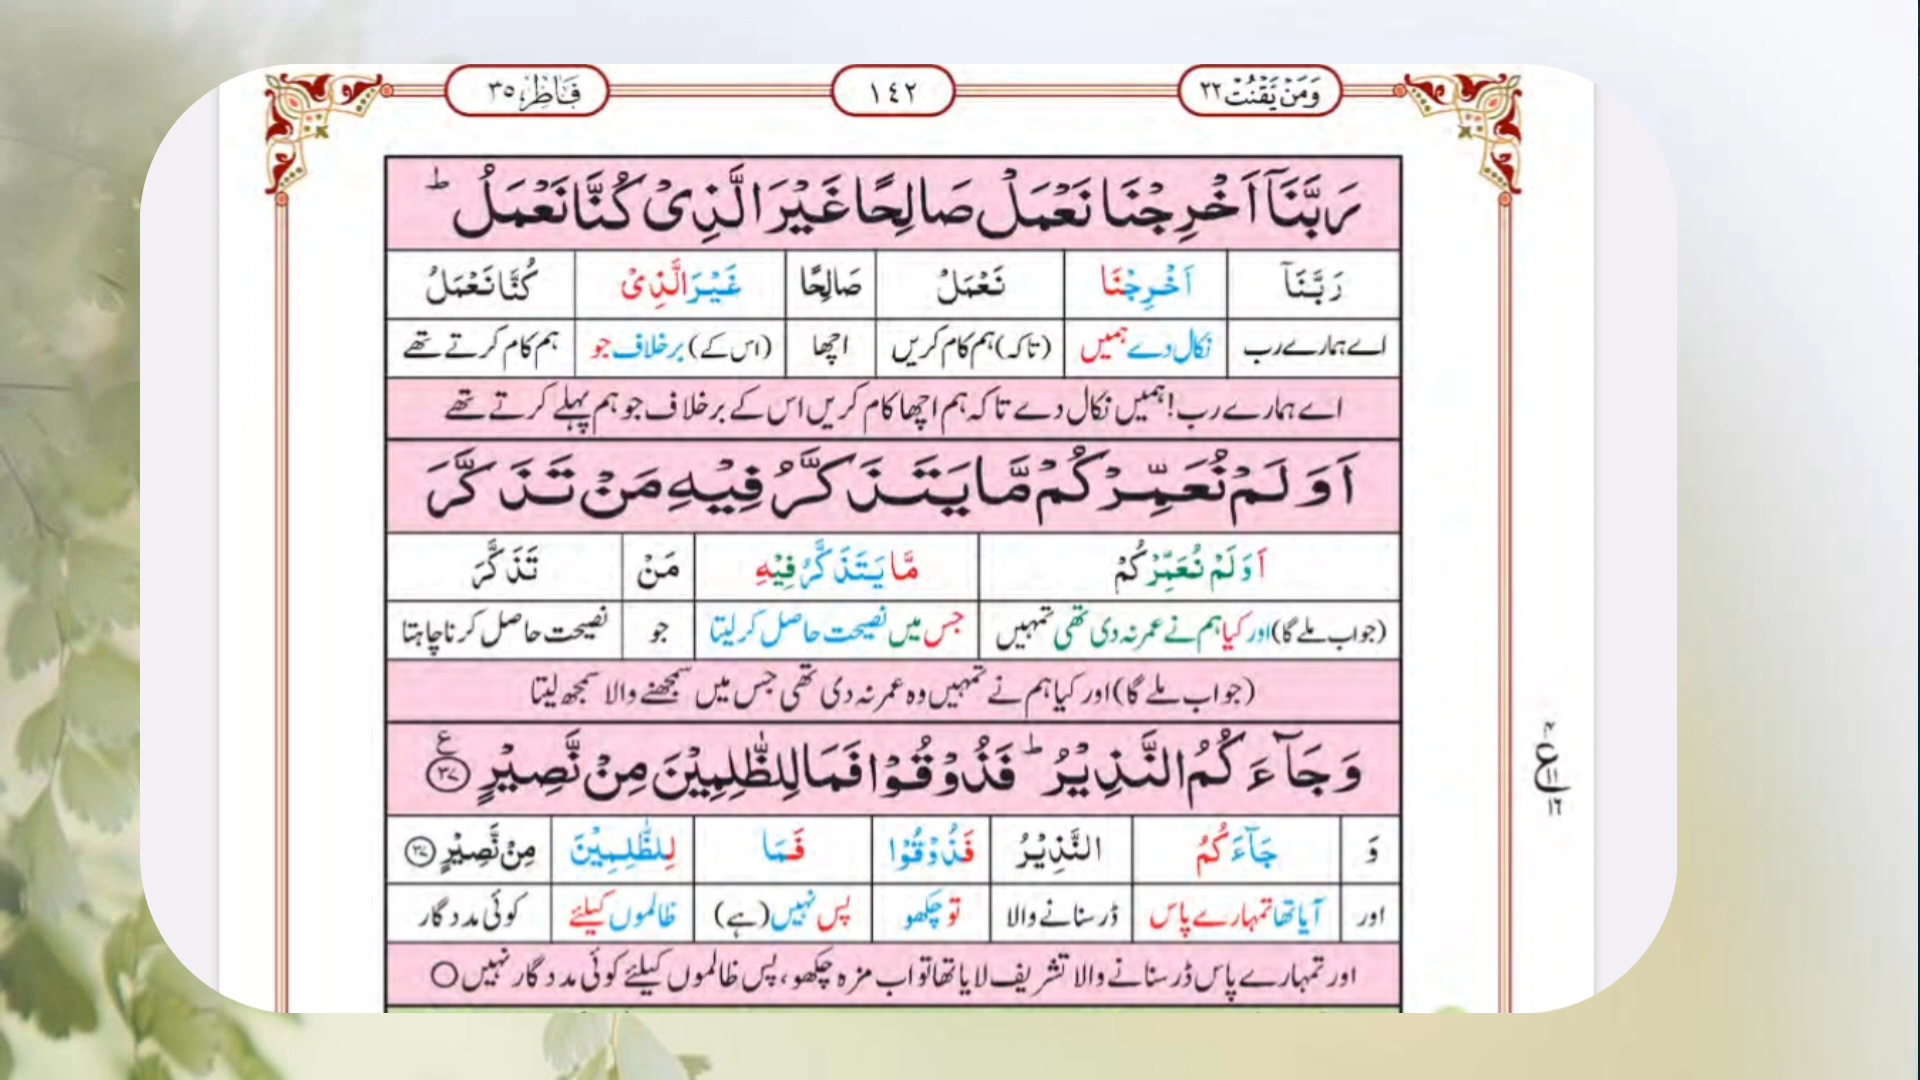 وَمَنْ يَّقْنُتْ ۲۲
۱٤۲
فَاطِر ۳۵
رَبَّنَآ اَخْرِجْنَا نَعْمَلْ صَالِحًا غَيْرَ الَّذِىْ كُنَّا نَعْمَلُ ؕ
رَبَّنَآ اَخْرِجْنَا نَعْمَلْ صَالِحًا غَيْرَ الَّذِىْ كُنَّا نَعْمَلُ
اے ہمارے رب نکال دے ہمیں (تاکہ) ہم کام کریں اچھا (اس کے) برخلاف جو ہم کام کرتے تھے
اے ہمارے رب! ہمیں نکال دے تاکہ ہم اچھا کام کریں اس کے برخلاف جو ہم پہلے کرتے تھے
اَوَ لَمْ نُعَمِّرْكُمْ مَّا يَتَذَكَّرُ فِيْهِ مَنْ تَذَكَّرَ
اَوَ لَمْ نُعَمِّرْكُمْ مَّا يَتَذَكَّرُ فِيْهِ مَنْ تَذَكَّرَ
(جواب ملے گا) اور کیا ہم نے عمر نہ دی تھی تمہیں جس میں نصیحت حاصل کر لیتا جو نصیحت حاصل کرنا چاہتا
(جواب ملے گا) اور کیا ہم نے تمہیں وہ عمر نہ دی تھی جس میں سمجھنے والا سمجھ لیتا
وَ جَآءَكُمُ النَّذِيْرُ ؕ فَذُوْقُوْا فَمَا لِلظّٰلِمِيْنَ مِنْ نَّصِيْرٍ ۳۷ ع
وَ جَآءَكُمُ النَّذِيْرُ فَذُوْقُوْا فَمَا لِلظّٰلِمِيْنَ مِنْ نَّصِيْرٍ ۳۷
اور آیا تھا تمہارے پاس ڈر سنانے والا تو چکھو پس نہیں (ہے) ظالموں کیلئے کوئی مددگار
اور تمہارے پاس ڈر سنانے والا تشریف لایا تھا تو اب مزہ چکھو، پس ظالموں کیلئے کوئی مددگار نہیں ○
۴
ع ۱۱
۱۶